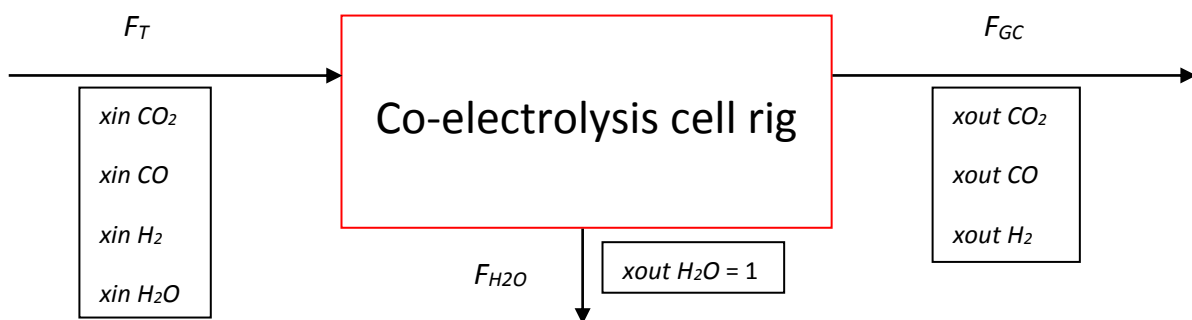 F_T
F_GC
Co-electrolysis cell rig
xin CO₂
xin CO
xin H₂
xin H₂O
xout CO₂
xout CO
xout H₂
F_H2O
xout H₂O = 1